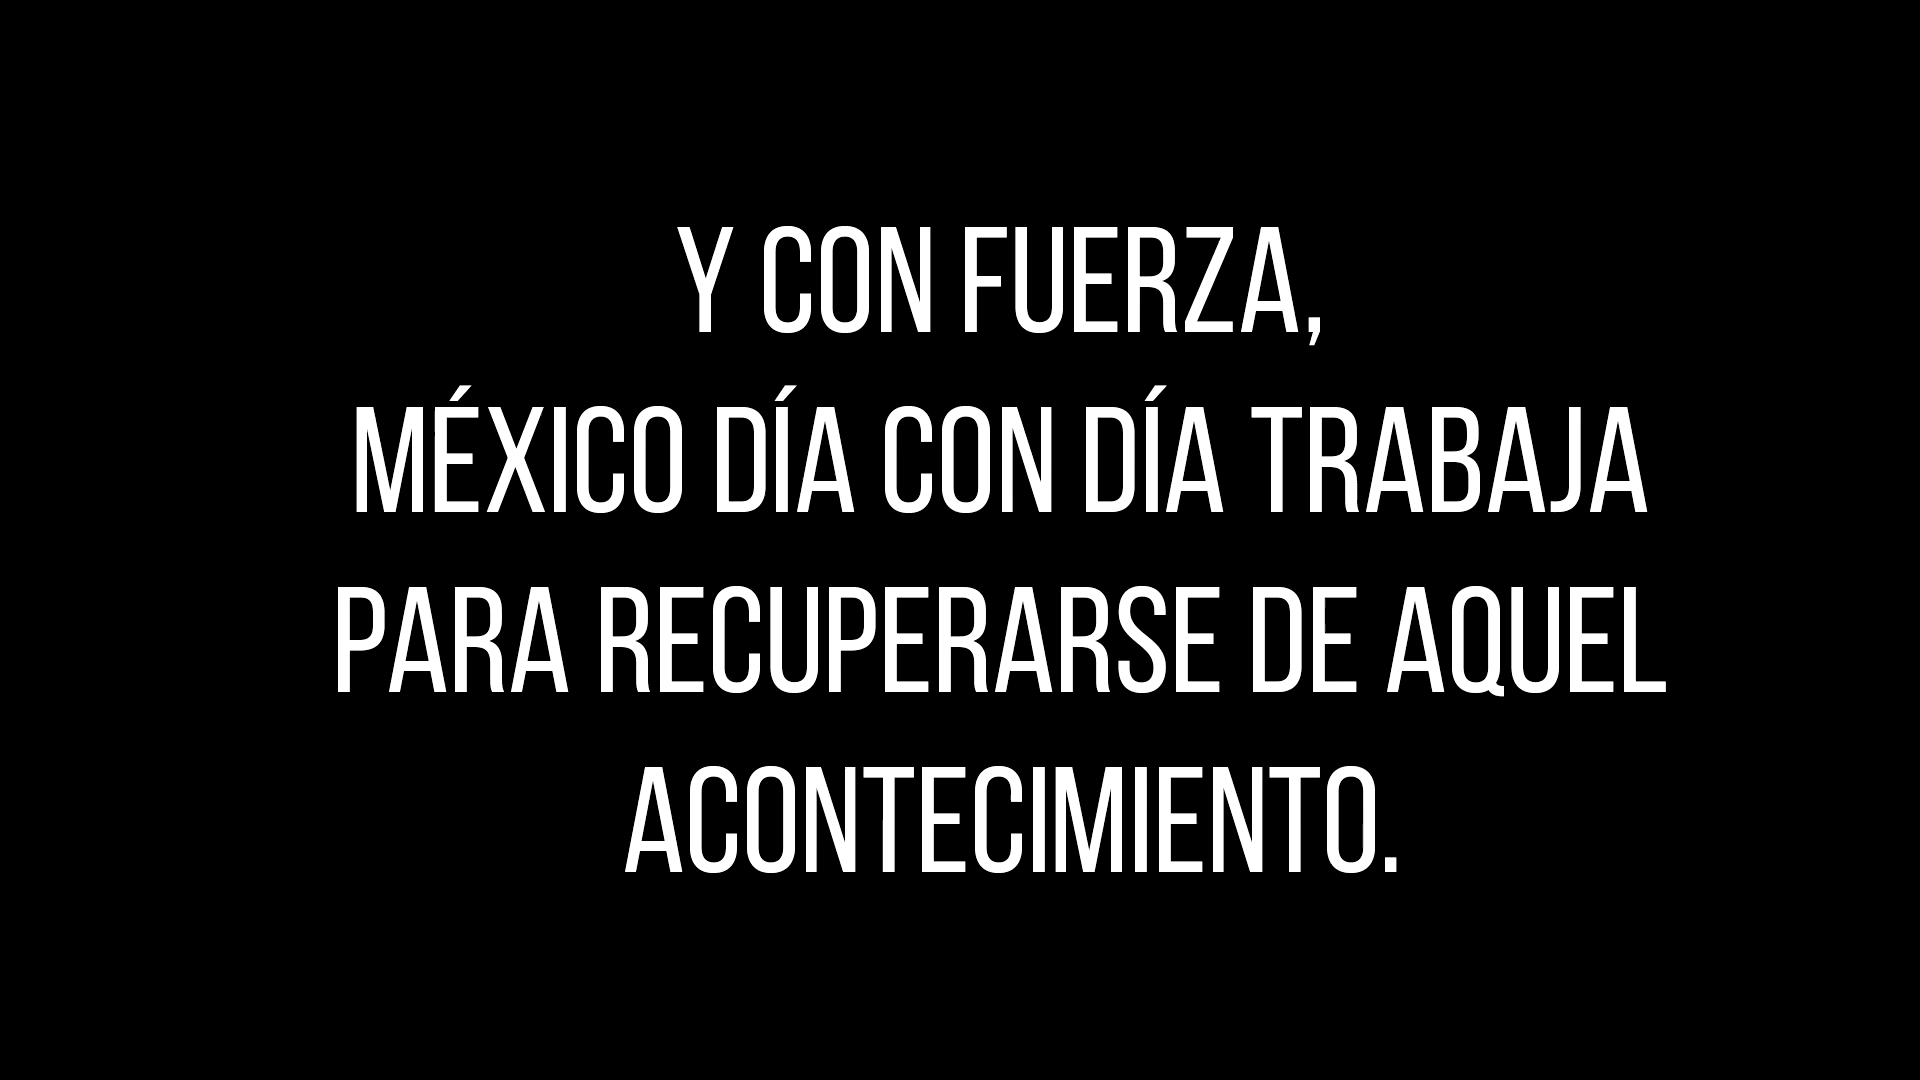 Y CON FUERZA,
MÉXICO DÍA CON DÍA TRABAJA
PARA RECUPERARSE DE AQUEL
ACONTECIMIENTO.